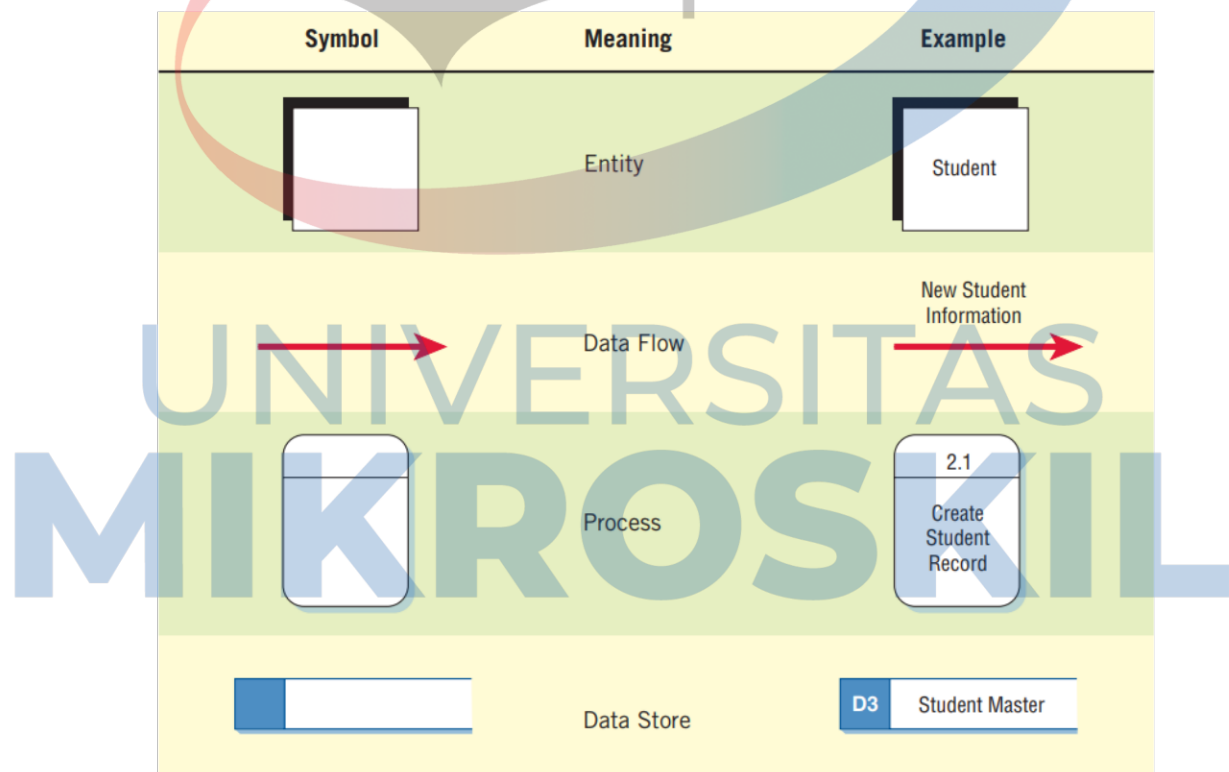 Symbol Meaning Example
Entity
Student
New Student
Information
Data Flow
2.1
Create
Student
Record
Process
D3 Student Master
Data Store
UNIVERSITAS
MIKROSKIL